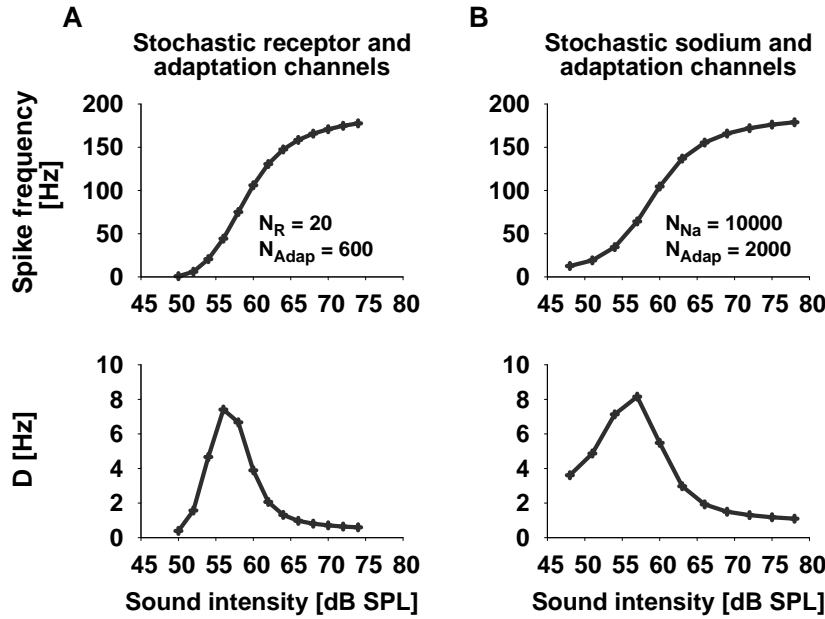 A
B
Stochastic receptor and
adaptation channels
Stochastic sodium and
adaptation channels
Spike frequency
[Hz]
200
150
100
50
0
N_R = 20
N_Adap = 600
45 50 55 60 65 70 75 80
200
150
100
50
0
N_Na = 10000
N_Adap = 2000
45 50 55 60 65 70 75 80
D [Hz]
10
8
6
4
2
0
45 50 55 60 65 70 75 80
Sound intensity [dB SPL]
10
8
6
4
2
0
45 50 55 60 65 70 75 80
Sound intensity [dB SPL]